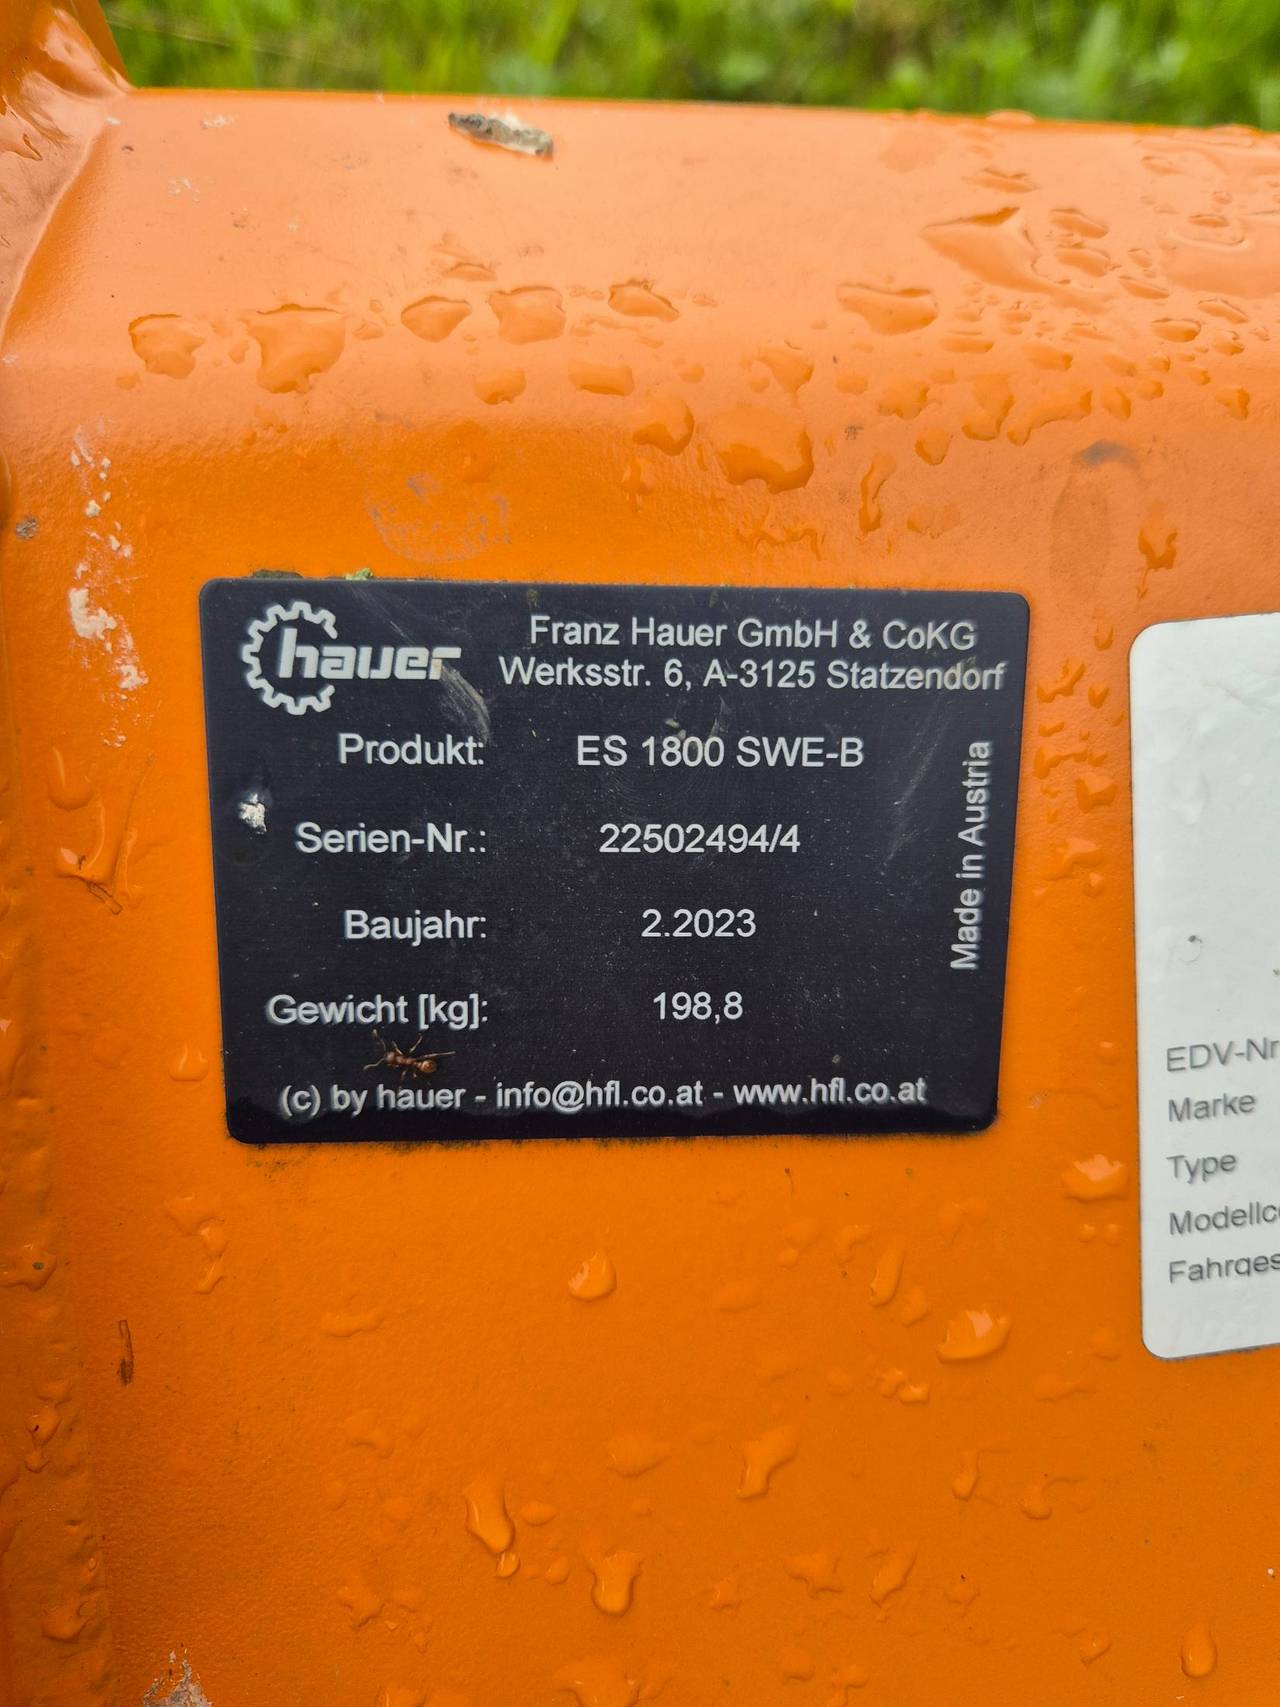 hauer
Franz Hauer GmbH & CoKG
Werksstr. 6, A-3125 Statzendorf
Produkt: ES 1800 SWE-B
Serien-Nr.: 22502494/4
Baujahr: 2.2023
Gewicht [kg]: 198,8
Made in Austria
(c) by hauer - info@hfl.co.at - www.hfl.co.at
EDV-Nr
Marke
Type
Modellc
Fahrges